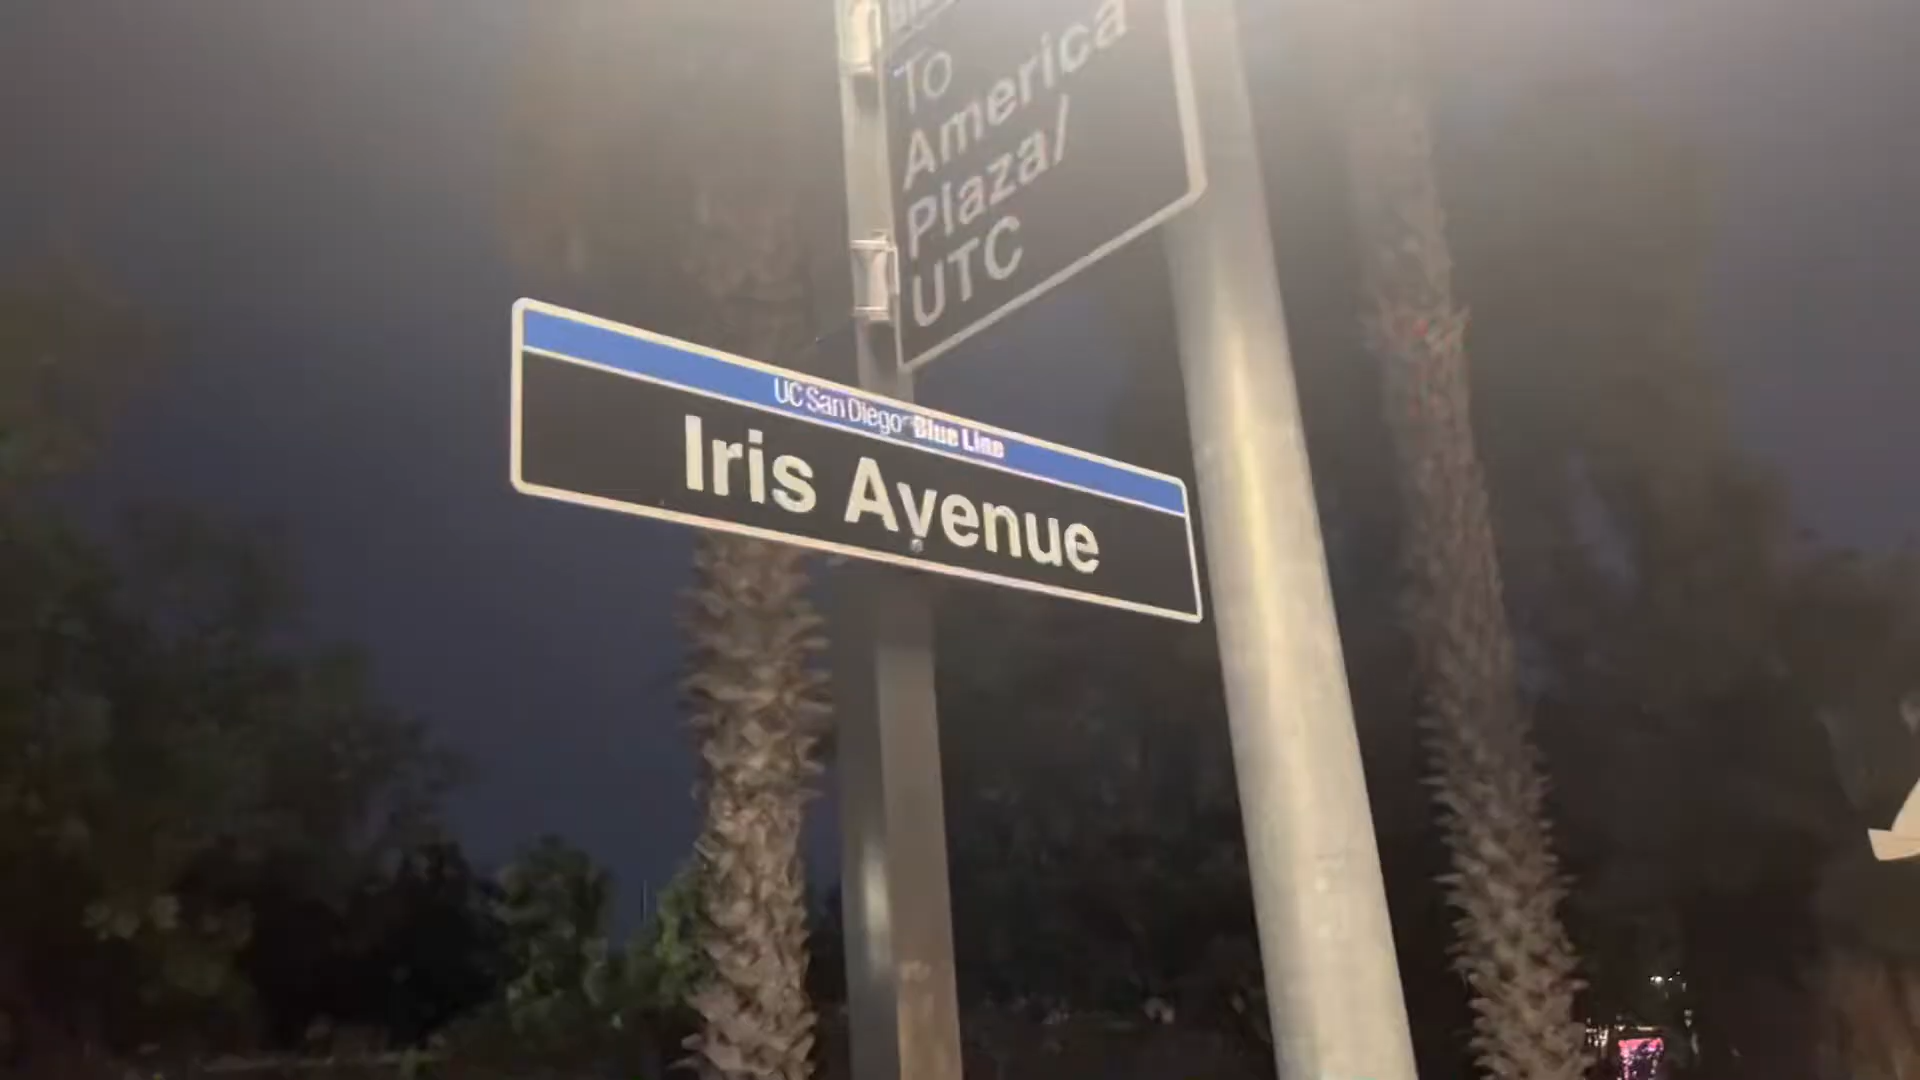 To
America
Plaza/
UTC
UC San Diego Blue Line
Iris Avenue